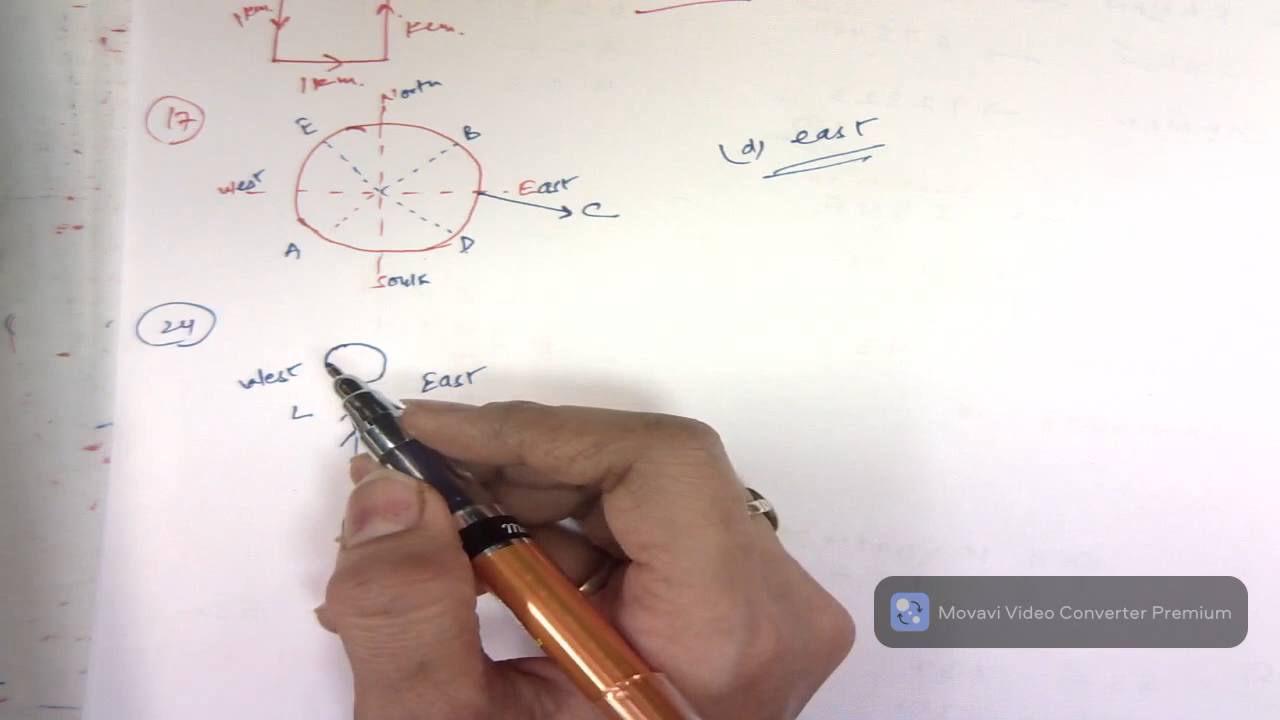 1km.
km.
1km.
17
North
E
B
West
East
C
A
D
South
(d) east
24
West
East
L
Movavi Video Converter Premium